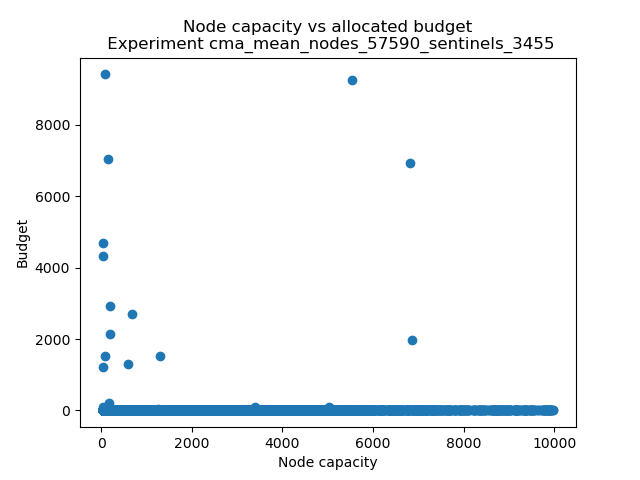 Node capacity vs allocated budget
Experiment cma_mean_nodes_57590_sentinels_3455
8000
6000
4000
2000
0
Budget
0 2000 4000 6000 8000 10000
Node capacity